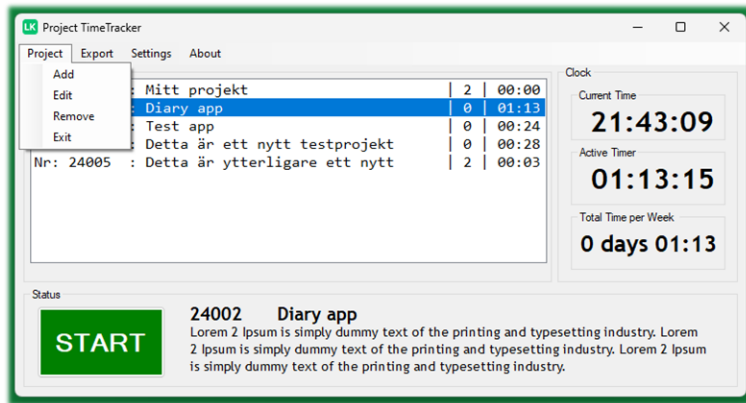 LK Project TimeTracker
Project Export Settings About
Add
Edit
Remove
Exit
: Mitt projekt | 2 | 00:00
: Diary app | 0 | 01:13
: Test app | 0 | 00:24
: Detta är ett nytt testprojekt | 0 | 00:28
Nr: 24005 : Detta är ytterligare ett nytt | 2 | 00:03
Clock
Current Time
21:43:09
Active Timer
01:13:15
Total Time per Week
0 days 01:13
Status
START
24002 Diary app
Lorem 2 Ipsum is simply dummy text of the printing and typesetting industry. Lorem
2 Ipsum is simply dummy text of the printing and typesetting industry. Lorem 2 Ipsum
is simply dummy text of the printing and typesetting industry.